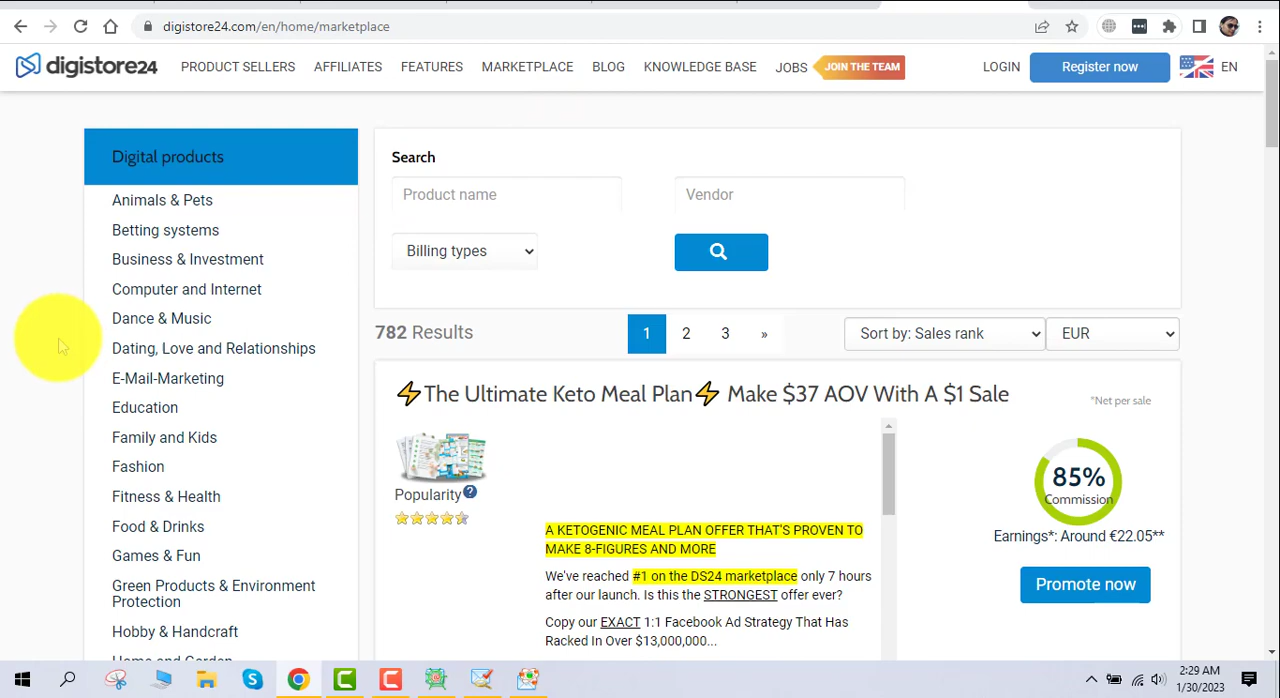 digistore24.com/en/home/marketplace
digistore24
PRODUCT SELLERS
AFFILIATES
FEATURES
MARKETPLACE
BLOG
KNOWLEDGE BASE
JOBS
JOIN THE TEAM
LOGIN
Register now
EN
Digital products
Animals & Pets
Betting systems
Business & Investment
Computer and Internet
Dance & Music
Dating, Love and Relationships
E-Mail-Marketing
Education
Family and Kids
Fashion
Fitness & Health
Food & Drinks
Games & Fun
Green Products & Environment
Protection
Hobby & Handcraft
Home and Garden
Search
Product name
Vendor
Billing types
782 Results
1
2
3
»
Sort by: Sales rank
EUR
⚡The Ultimate Keto Meal Plan⚡ Make $37 AOV With A $1 Sale
*Net per sale
Popularity
?
A KETOGENIC MEAL PLAN OFFER THAT'S PROVEN TO
MAKE 8-FIGURES AND MORE
We've reached #1 on the DS24 marketplace only 7 hours
after our launch. Is this the STRONGEST offer ever?
Copy our EXACT 1:1 Facebook Ad Strategy That Has
Racked In Over $13,000,000...
85%
Commission
Earnings*: Around €22.05**
Promote now
2:29 AM
1/30/2023